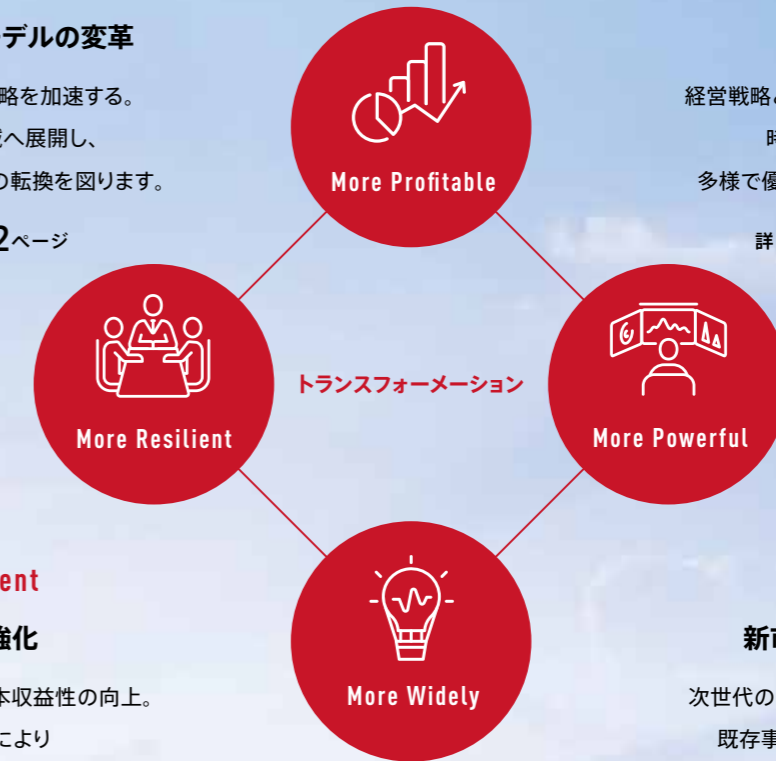 デルの変革
略を加速する。
へ展開し、
の転換を図ります。
2ページ
More Profitable
経営戦略
多様で優
詳
More Resilient
トランスフォーメーション
More Powerful
ent
強化
本収益性の向上。
により
More Widely
新市
次世代の
既存事